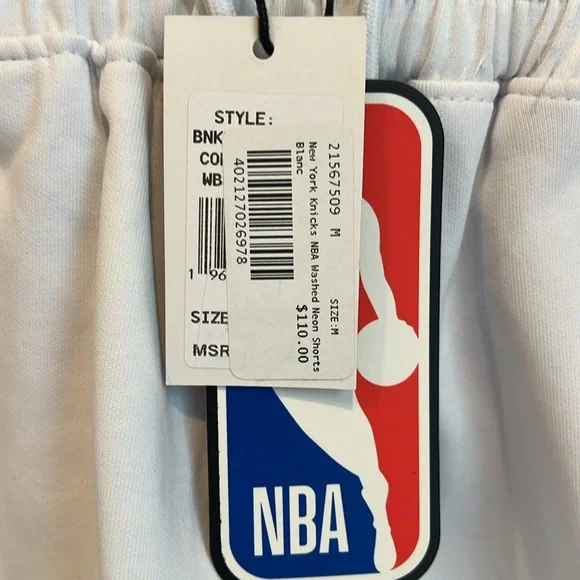 STYLE:
BNK
CO
WB
1 96
SIZE
MSR
21567509 M
New York Knicks NBA Washed Neon Shorts
Blanc
SIZE:M
$110.00
402127026978
NBA